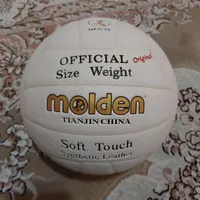 OFFICIAL
Original
Size Weight
molden
TIANJIN CHINA
Soft Touch
Synthetic Leather